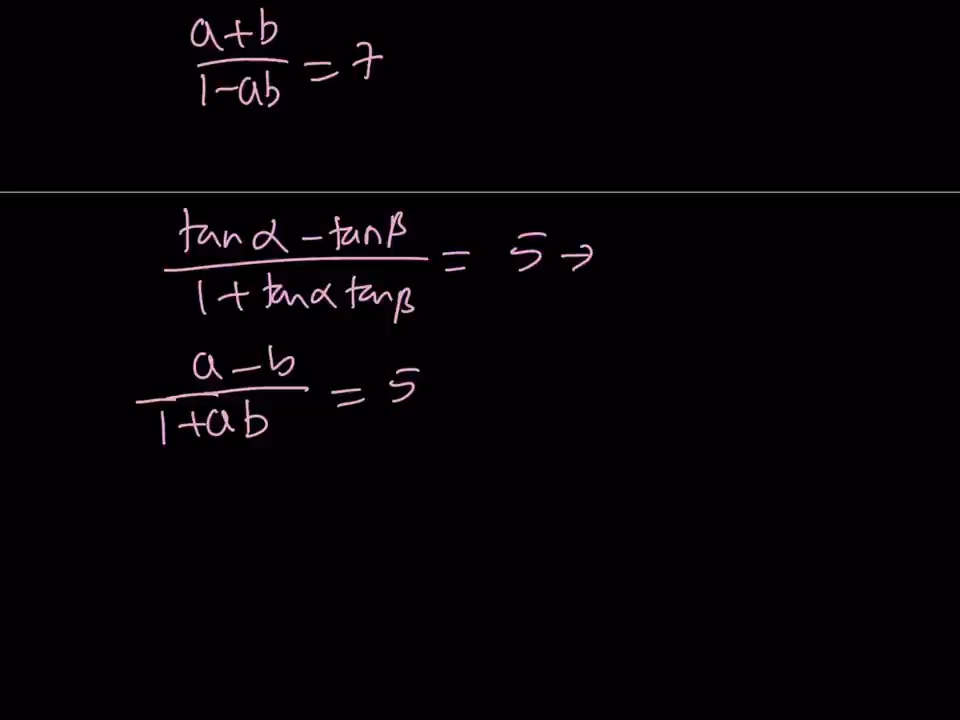 a+b
1-ab = 7
tanα - tanβ
1 + tanα tanβ = 5 →
a - b
1+ab = 5